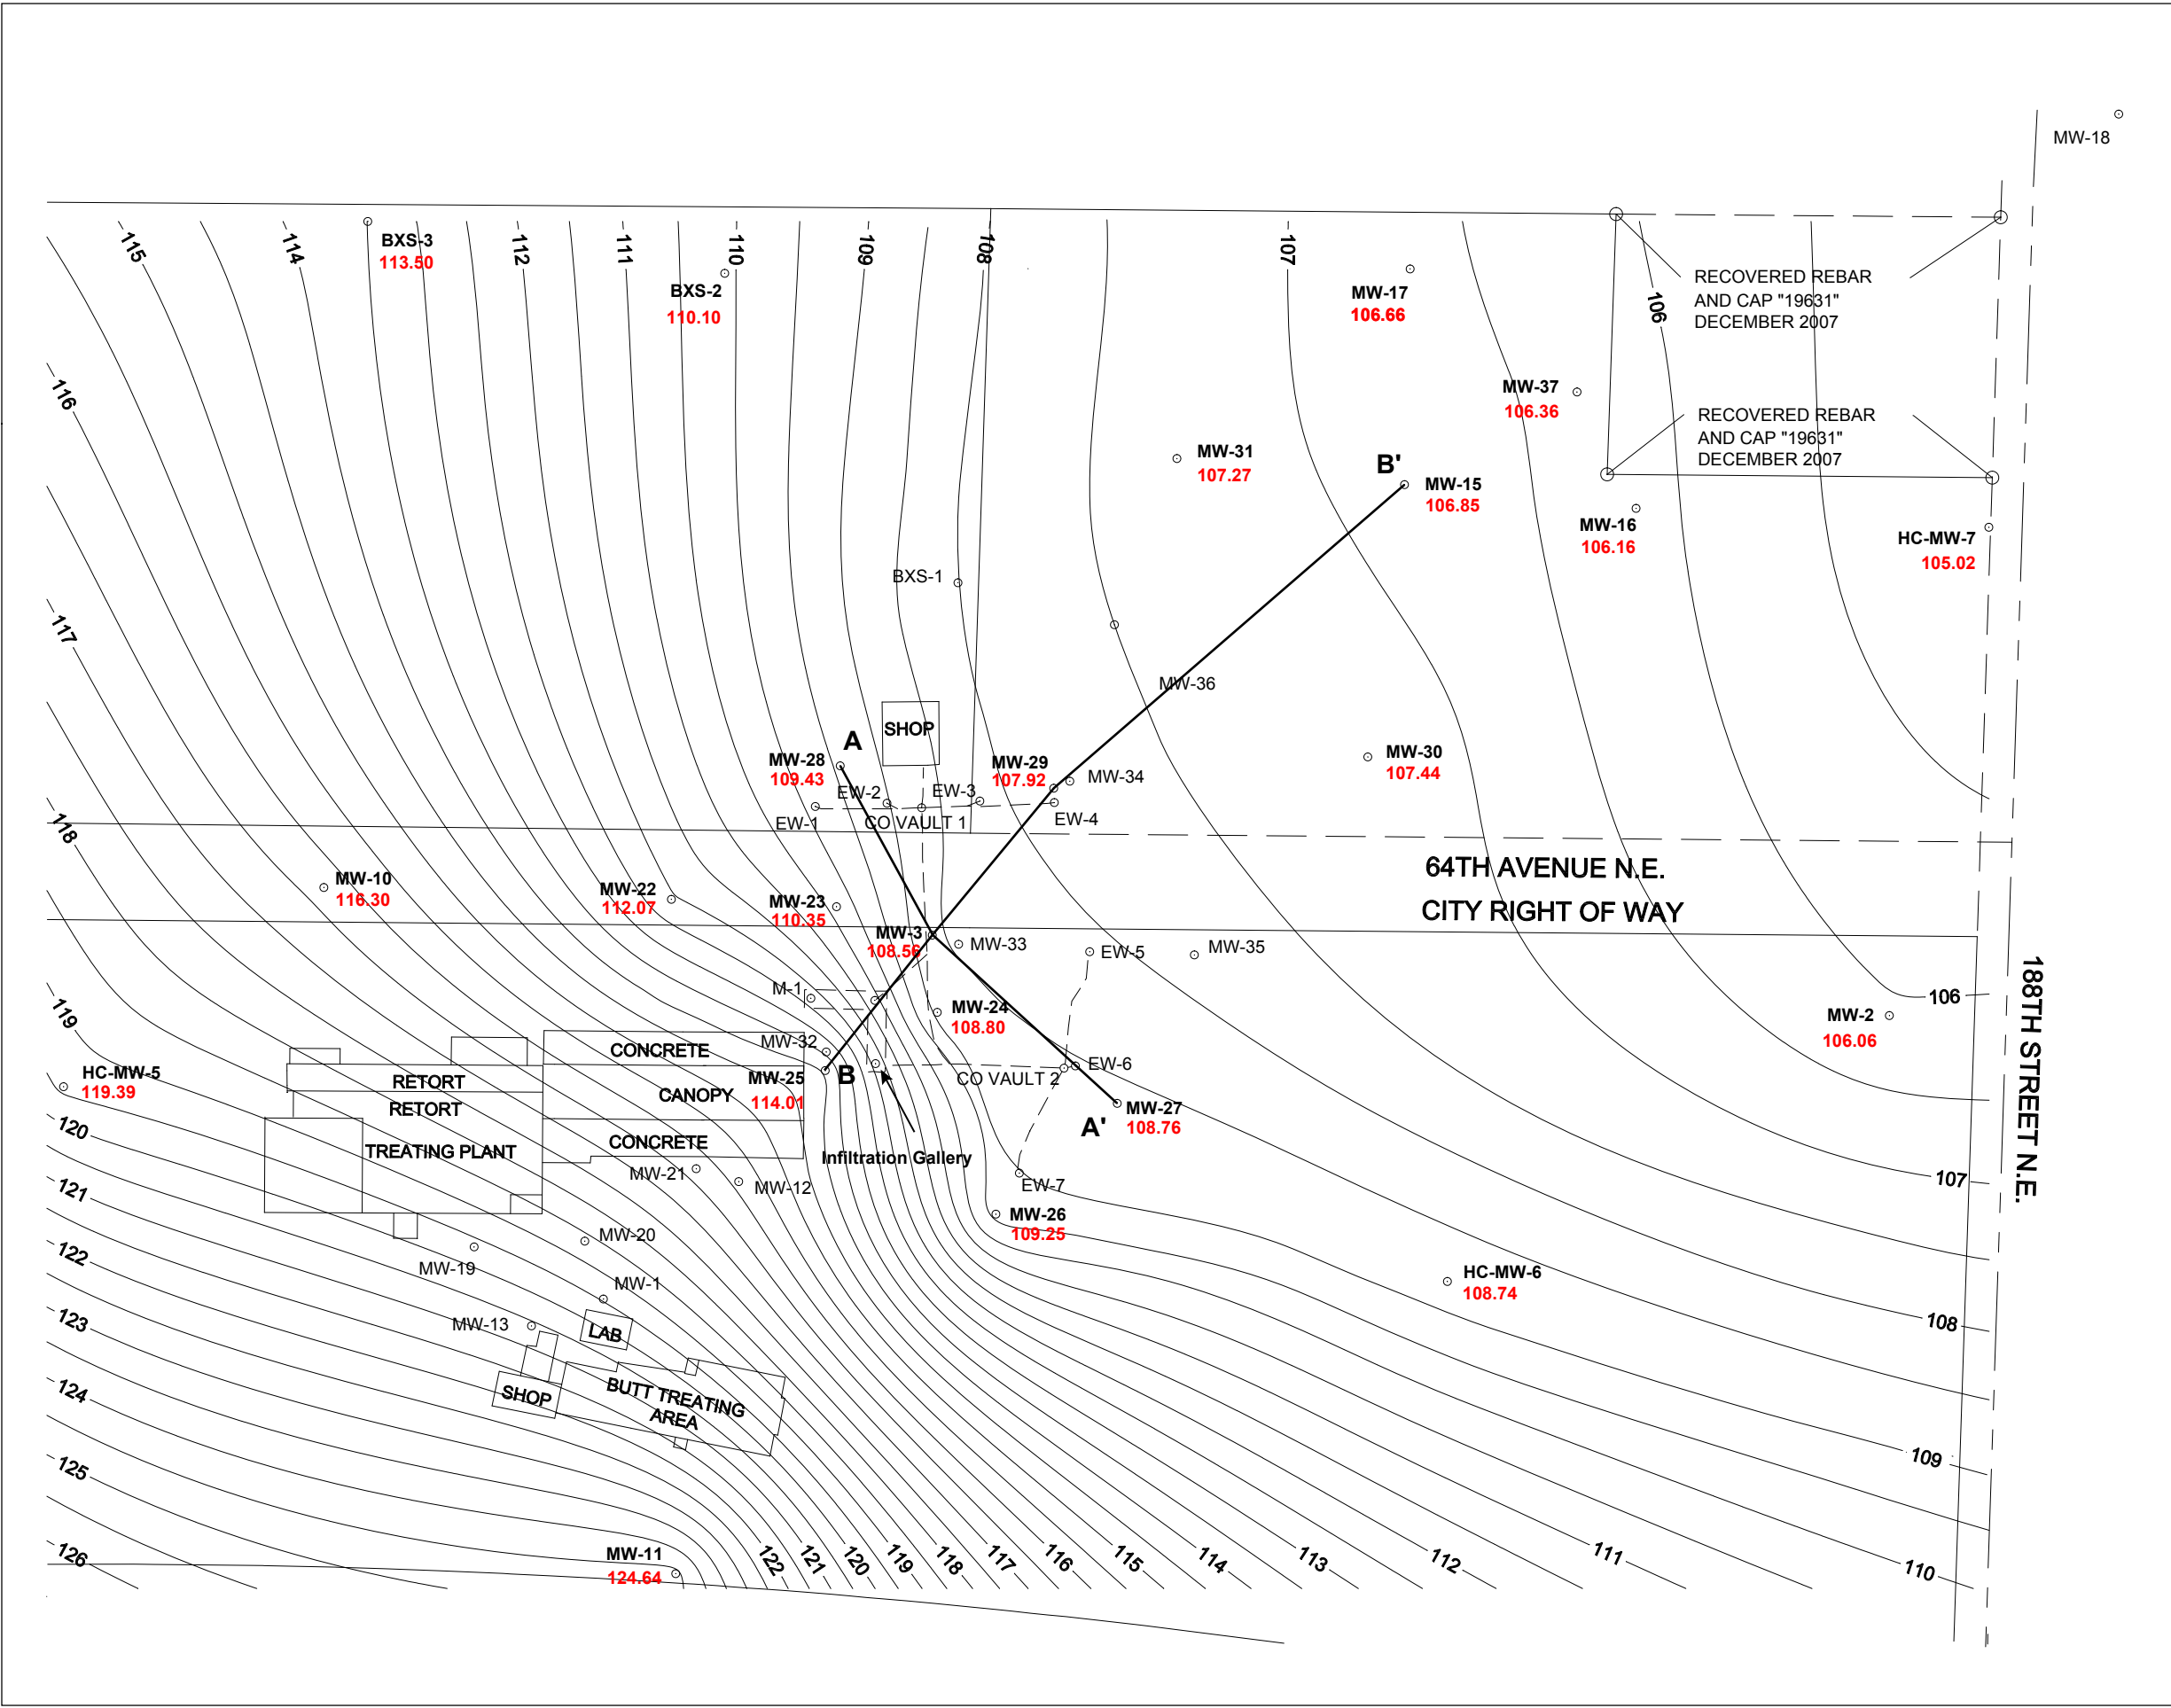 MW-18
115
114
BXS-3
113.50
112
111
110
109
108
107
BXS-2
110.10
MW-17
106.66
106
RECOVERED REBAR
AND CAP "19631"
DECEMBER 2007
116
MW-37
106.36
RECOVERED REBAR
AND CAP "19631"
DECEMBER 2007
MW-31
107.27
B'
MW-15
106.85
MW-16
106.16
HC-MW-7
105.02
BXS-1
117
MW-36
SHOP
A
MW-28
109.43
MW-29
107.92
MW-34
MW-30
107.44
EW-2
EW-3
EW-1
CO VAULT 1
EW-4
118
64TH AVENUE N.E.
CITY RIGHT OF WAY
MW-10
116.30
MW-22
112.07
MW-23
110.35
MW-3
108.56
MW-33
EW-5
MW-35
188TH STREET N.E.
M-1
106
119
MW-24
108.80
MW-2
106.06
MW-32
CONCRETE
HC-MW-5
119.39
RETORT
RETORT
CANOPY
MW-25
114.01
B
CO VAULT 2
EW-6
MW-27
108.76
A'
120
TREATING PLANT
CONCRETE
Infiltration Gallery
MW-21
MW-12
EW-7
107
121
MW-26
109.25
MW-20
122
MW-19
MW-1
HC-MW-6
108.74
123
MW-13
LAB
108
124
SHOP
BUTT TREATING
AREA
109
125
126
MW-11
124.64
122
121
120
119
118
117
116
115
114
113
112
111
110